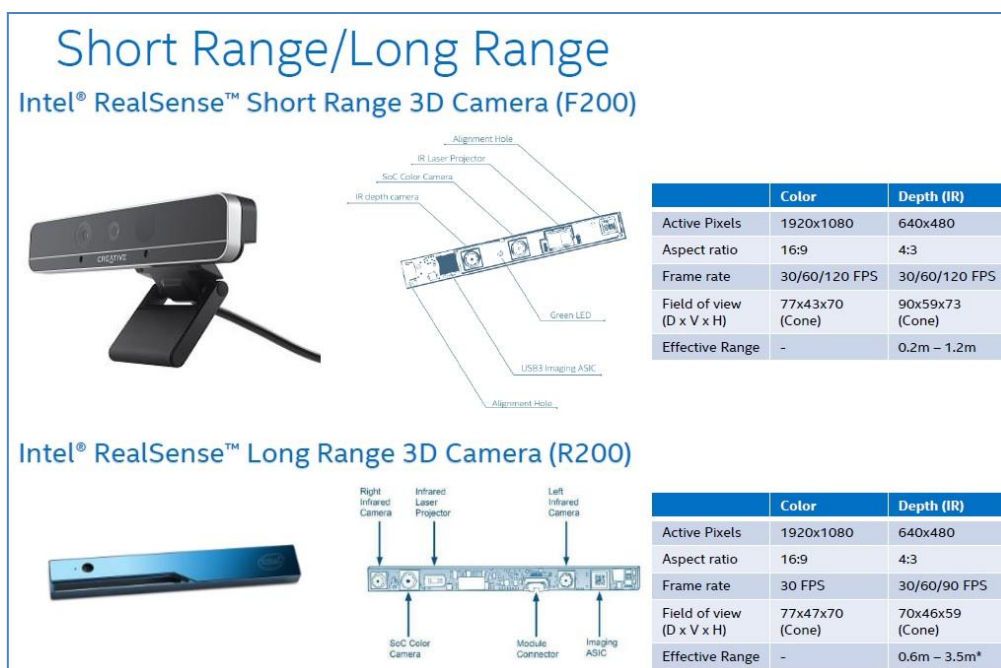 Short Range/Long Range
Intel® RealSense™ Short Range 3D Camera (F200)
Alignment Hole
IR Laser Projector
SoC Color Camera
IR depth camera
CREATIVE
Green LED
USB3 Imaging ASIC
Alignment Hole
Color Depth (IR)
Active Pixels 1920x1080 640x480
Aspect ratio 16:9 4:3
Frame rate 30/60/120 FPS 30/60/120 FPS
Field of view 77x43x70 90x59x73
(D x V x H) (Cone) (Cone)
Effective Range - 0.2m – 1.2m
Intel® RealSense™ Long Range 3D Camera (R200)
Right Infrared Left
Infrared Laser Infrared
Camera Projector Camera
SoC Color Module Imaging
Camera Connector ASIC
Color Depth (IR)
Active Pixels 1920x1080 640x480
Aspect ratio 16:9 4:3
Frame rate 30 FPS 30/60/90 FPS
Field of view 77x47x70 70x46x59
(D x V x H) (Cone) (Cone)
Effective Range - 0.6m – 3.5m*